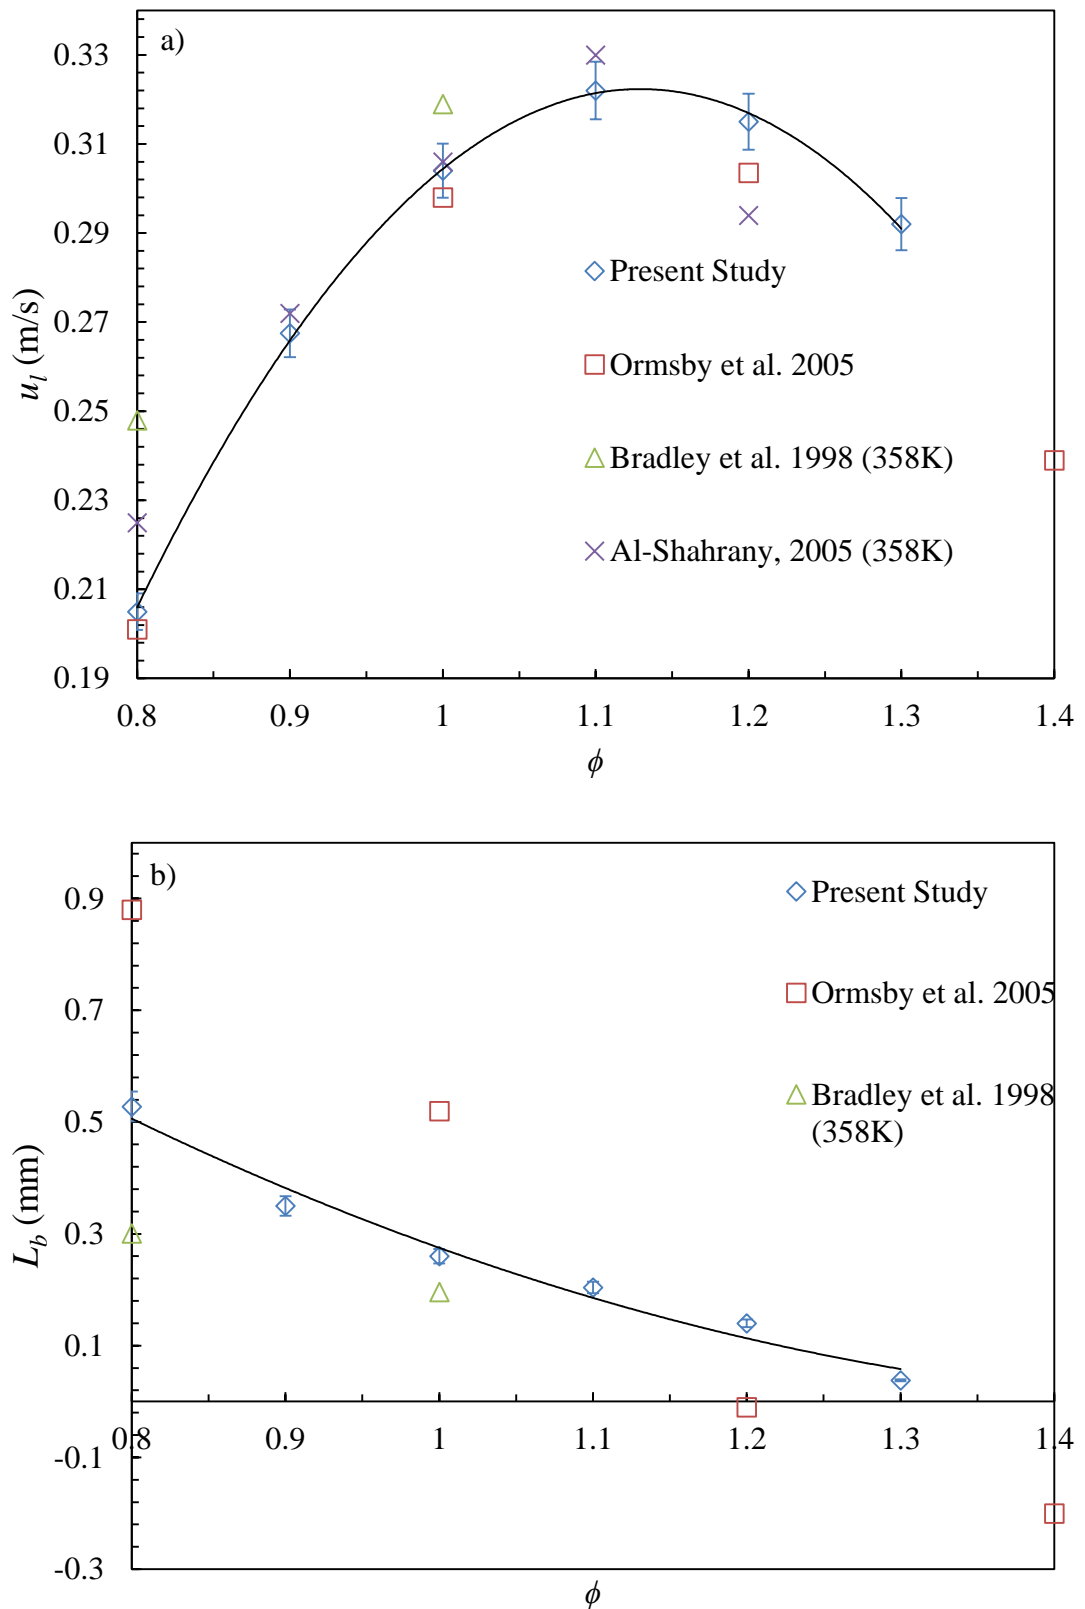 a)
0.33
0.31
0.29
0.27
0.25
0.23
0.21
0.19
u_l (m/s)
Present Study
Ormsby et al. 2005
Bradley et al. 1998 (358K)
Al-Shahrany, 2005 (358K)
0.8 0.9 1 1.1 1.2 1.3 1.4
ϕ
b)
0.9
0.7
0.5
0.3
0.1
-0.1
-0.3
L_b (mm)
Present Study
Ormsby et al. 2005
Bradley et al. 1998
(358K)
0.8 0.9 1 1.1 1.2 1.3 1.4
ϕ